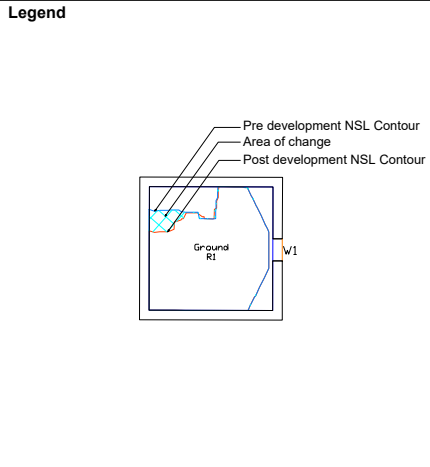 Legend
Pre development NSL Contour
Area of change
Post development NSL Contour
Ground
R1
W1